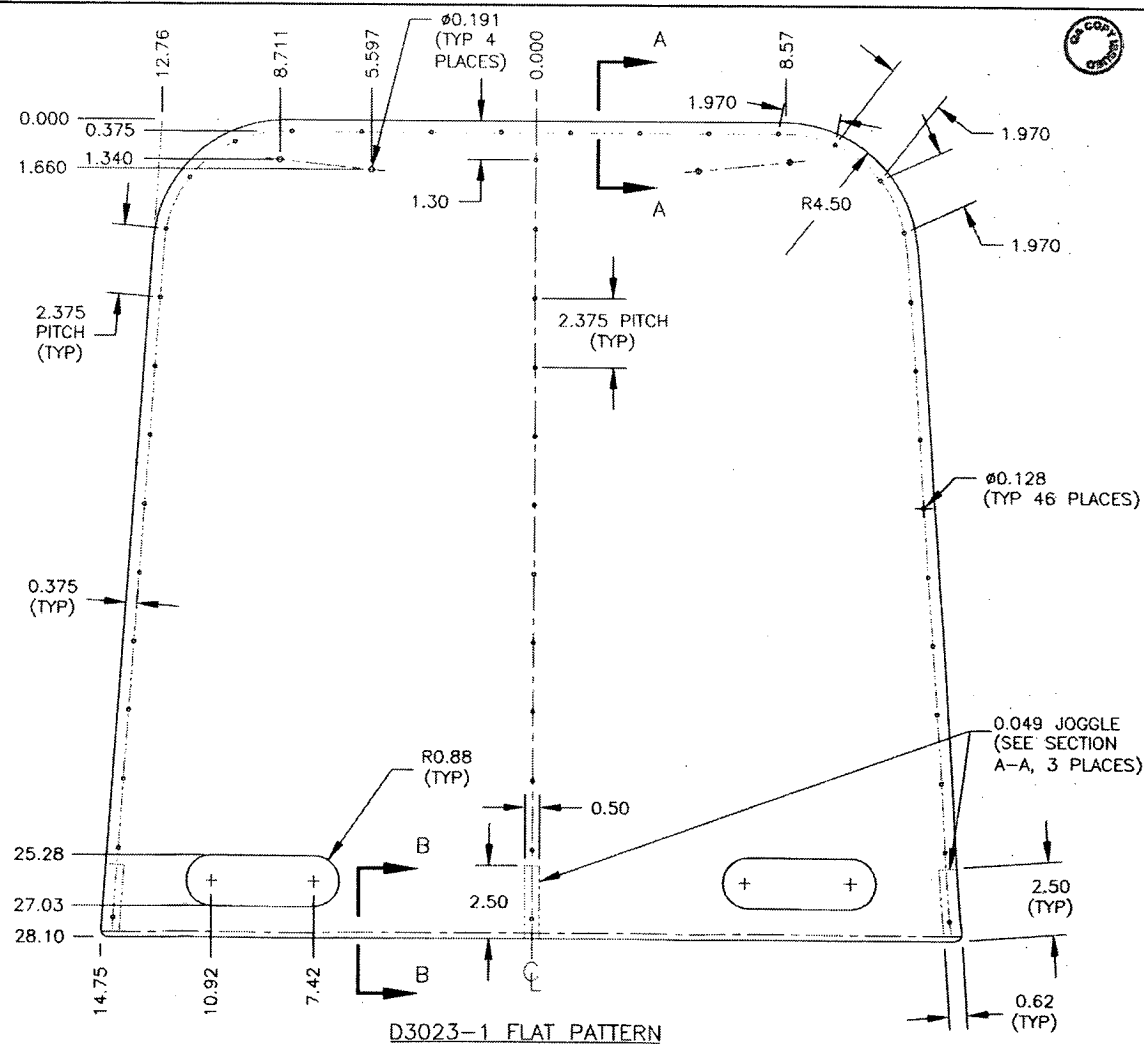 12.76
8.711
5.597
ø0.191
(TYP 4
PLACES)
0.000
A
8.57
QA COPY ISSUED
0.000
0.375
1.340
1.660
1.970
1.970
1.30
A
R4.50
1.970
2.375
PITCH
(TYP)
2.375 PITCH
(TYP)
ø0.128
(TYP 46 PLACES)
0.375
(TYP)
0.049 JOGGLE
(SEE SECTION
A-A, 3 PLACES)
R0.88
(TYP)
0.50
25.28
B
27.03
2.50
2.50
(TYP)
28.10
14.75
10.92
7.42
B
CL
0.62
(TYP)
D3023-1 FLAT PATTERN